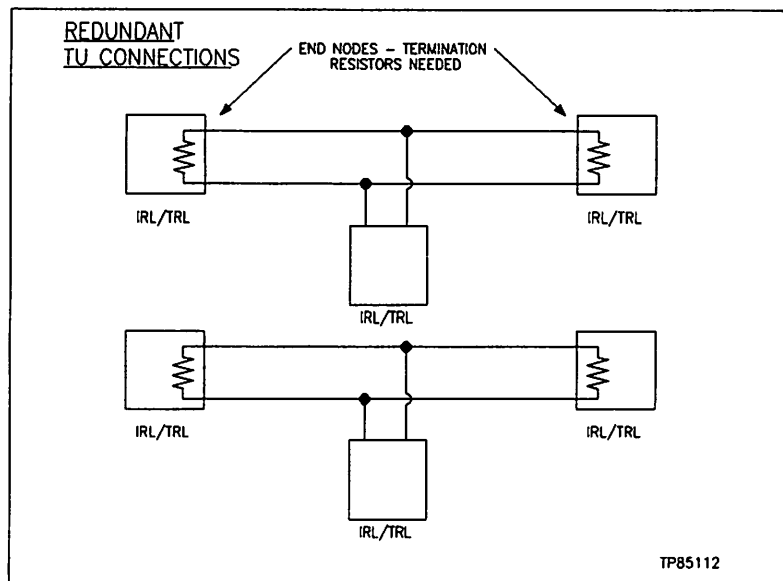 REDUNDANT
TU CONNECTIONS
END NODES - TERMINATION
RESISTORS NEEDED
IRL/TRL
IRL/TRL
IRL/TRL
IRL/TRL
IRL/TRL
IRL/TRL
TP85112